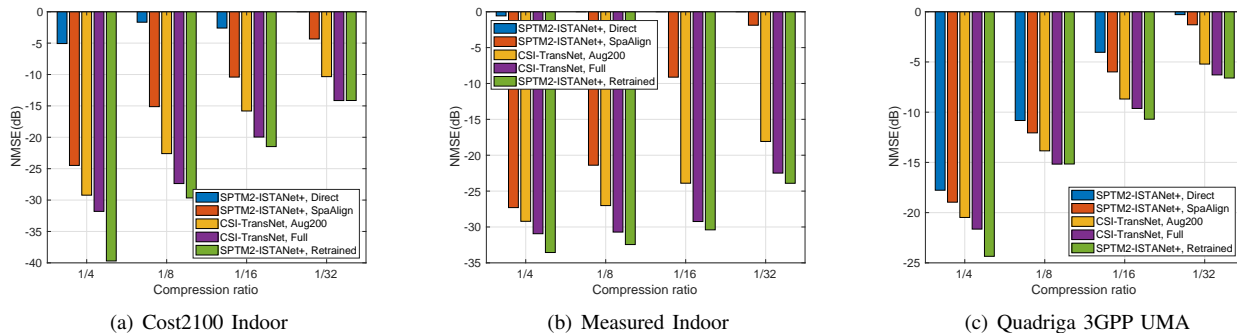 0
-5
-10
-15
-20
-25
-30
-35
-40
NMSE(dB)
1/4
1/8
1/16
1/32
Compression ratio
SPTM2-ISTANet+, Direct
SPTM2-ISTANet+, SpaAlign
CSI-TransNet, Aug200
CSI-TransNet, Full
SPTM2-ISTANet+, Retrained
(a) Cost2100 Indoor
0
-5
-10
-15
-20
-25
-30
-35
NMSE(dB)
SPTM2-ISTANet+, Direct
SPTM2-ISTANet+, SpaAlign
CSI-TransNet, Aug200
CSI-TransNet, Full
SPTM2-ISTANet+, Retrained
1/4
1/8
1/16
1/32
Compression ratio
(b) Measured Indoor
0
-5
-10
-15
-20
-25
NMSE(dB)
SPTM2-ISTANet+, Direct
SPTM2-ISTANet+, SpaAlign
CSI-TransNet, Aug200
CSI-TransNet, Full
SPTM2-ISTANet+, Retrained
1/4
1/8
1/16
1/32
Compression ratio
(c) Quadriga 3GPP UMA